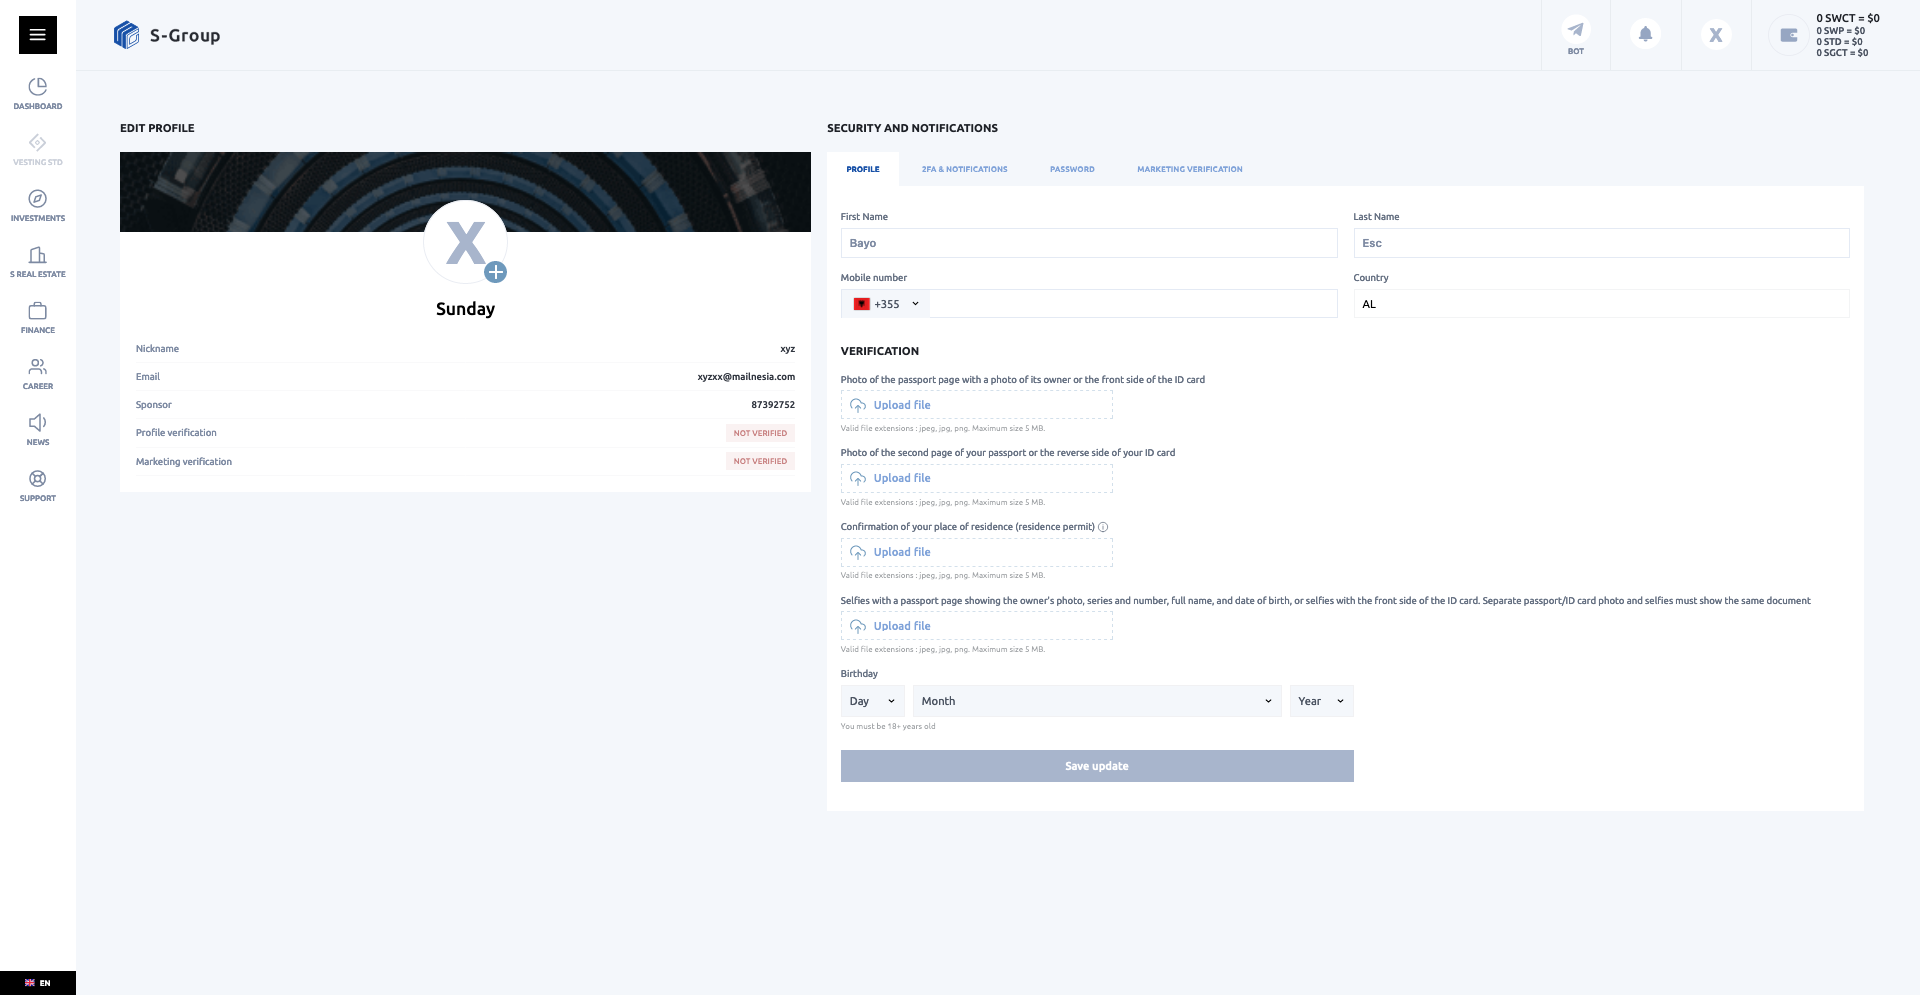 S-Group
BOT
X
0 SWCT = $0
0 SWP = $0
0 STD = $0
0 SGCT = $0
DASHBOARD
VESTING STD
INVESTMENTS
S REAL ESTATE
FINANCE
CAREER
NEWS
SUPPORT
EN
EDIT PROFILE
X
Sunday
Nickname xyz
Email xyzxx@mailnesia.com
Sponsor 87392752
Profile verification NOT VERIFIED
Marketing verification NOT VERIFIED
SECURITY AND NOTIFICATIONS
PROFILE 2FA & NOTIFICATIONS PASSWORD MARKETING VERIFICATION
First Name Last Name
Bayo Esc
Mobile number Country
+355 AL
VERIFICATION
Photo of the passport page with a photo of its owner or the front side of the ID card
Upload file
Valid file extensions : jpeg, jpg, png. Maximum size 5 MB.
Photo of the second page of your passport or the reverse side of your ID card
Upload file
Valid file extensions : jpeg, jpg, png. Maximum size 5 MB.
Confirmation of your place of residence (residence permit)
Upload file
Valid file extensions : jpeg, jpg, png. Maximum size 5 MB.
Selfies with a passport page showing the owner's photo, series and number, full name, and date of birth, or selfies with the front side of the ID card. Separate passport/ID card photo and selfies must show the same document
Upload file
Valid file extensions : jpeg, jpg, png. Maximum size 5 MB.
Birthday
Day Month Year
You must be 18+ years old
Save update